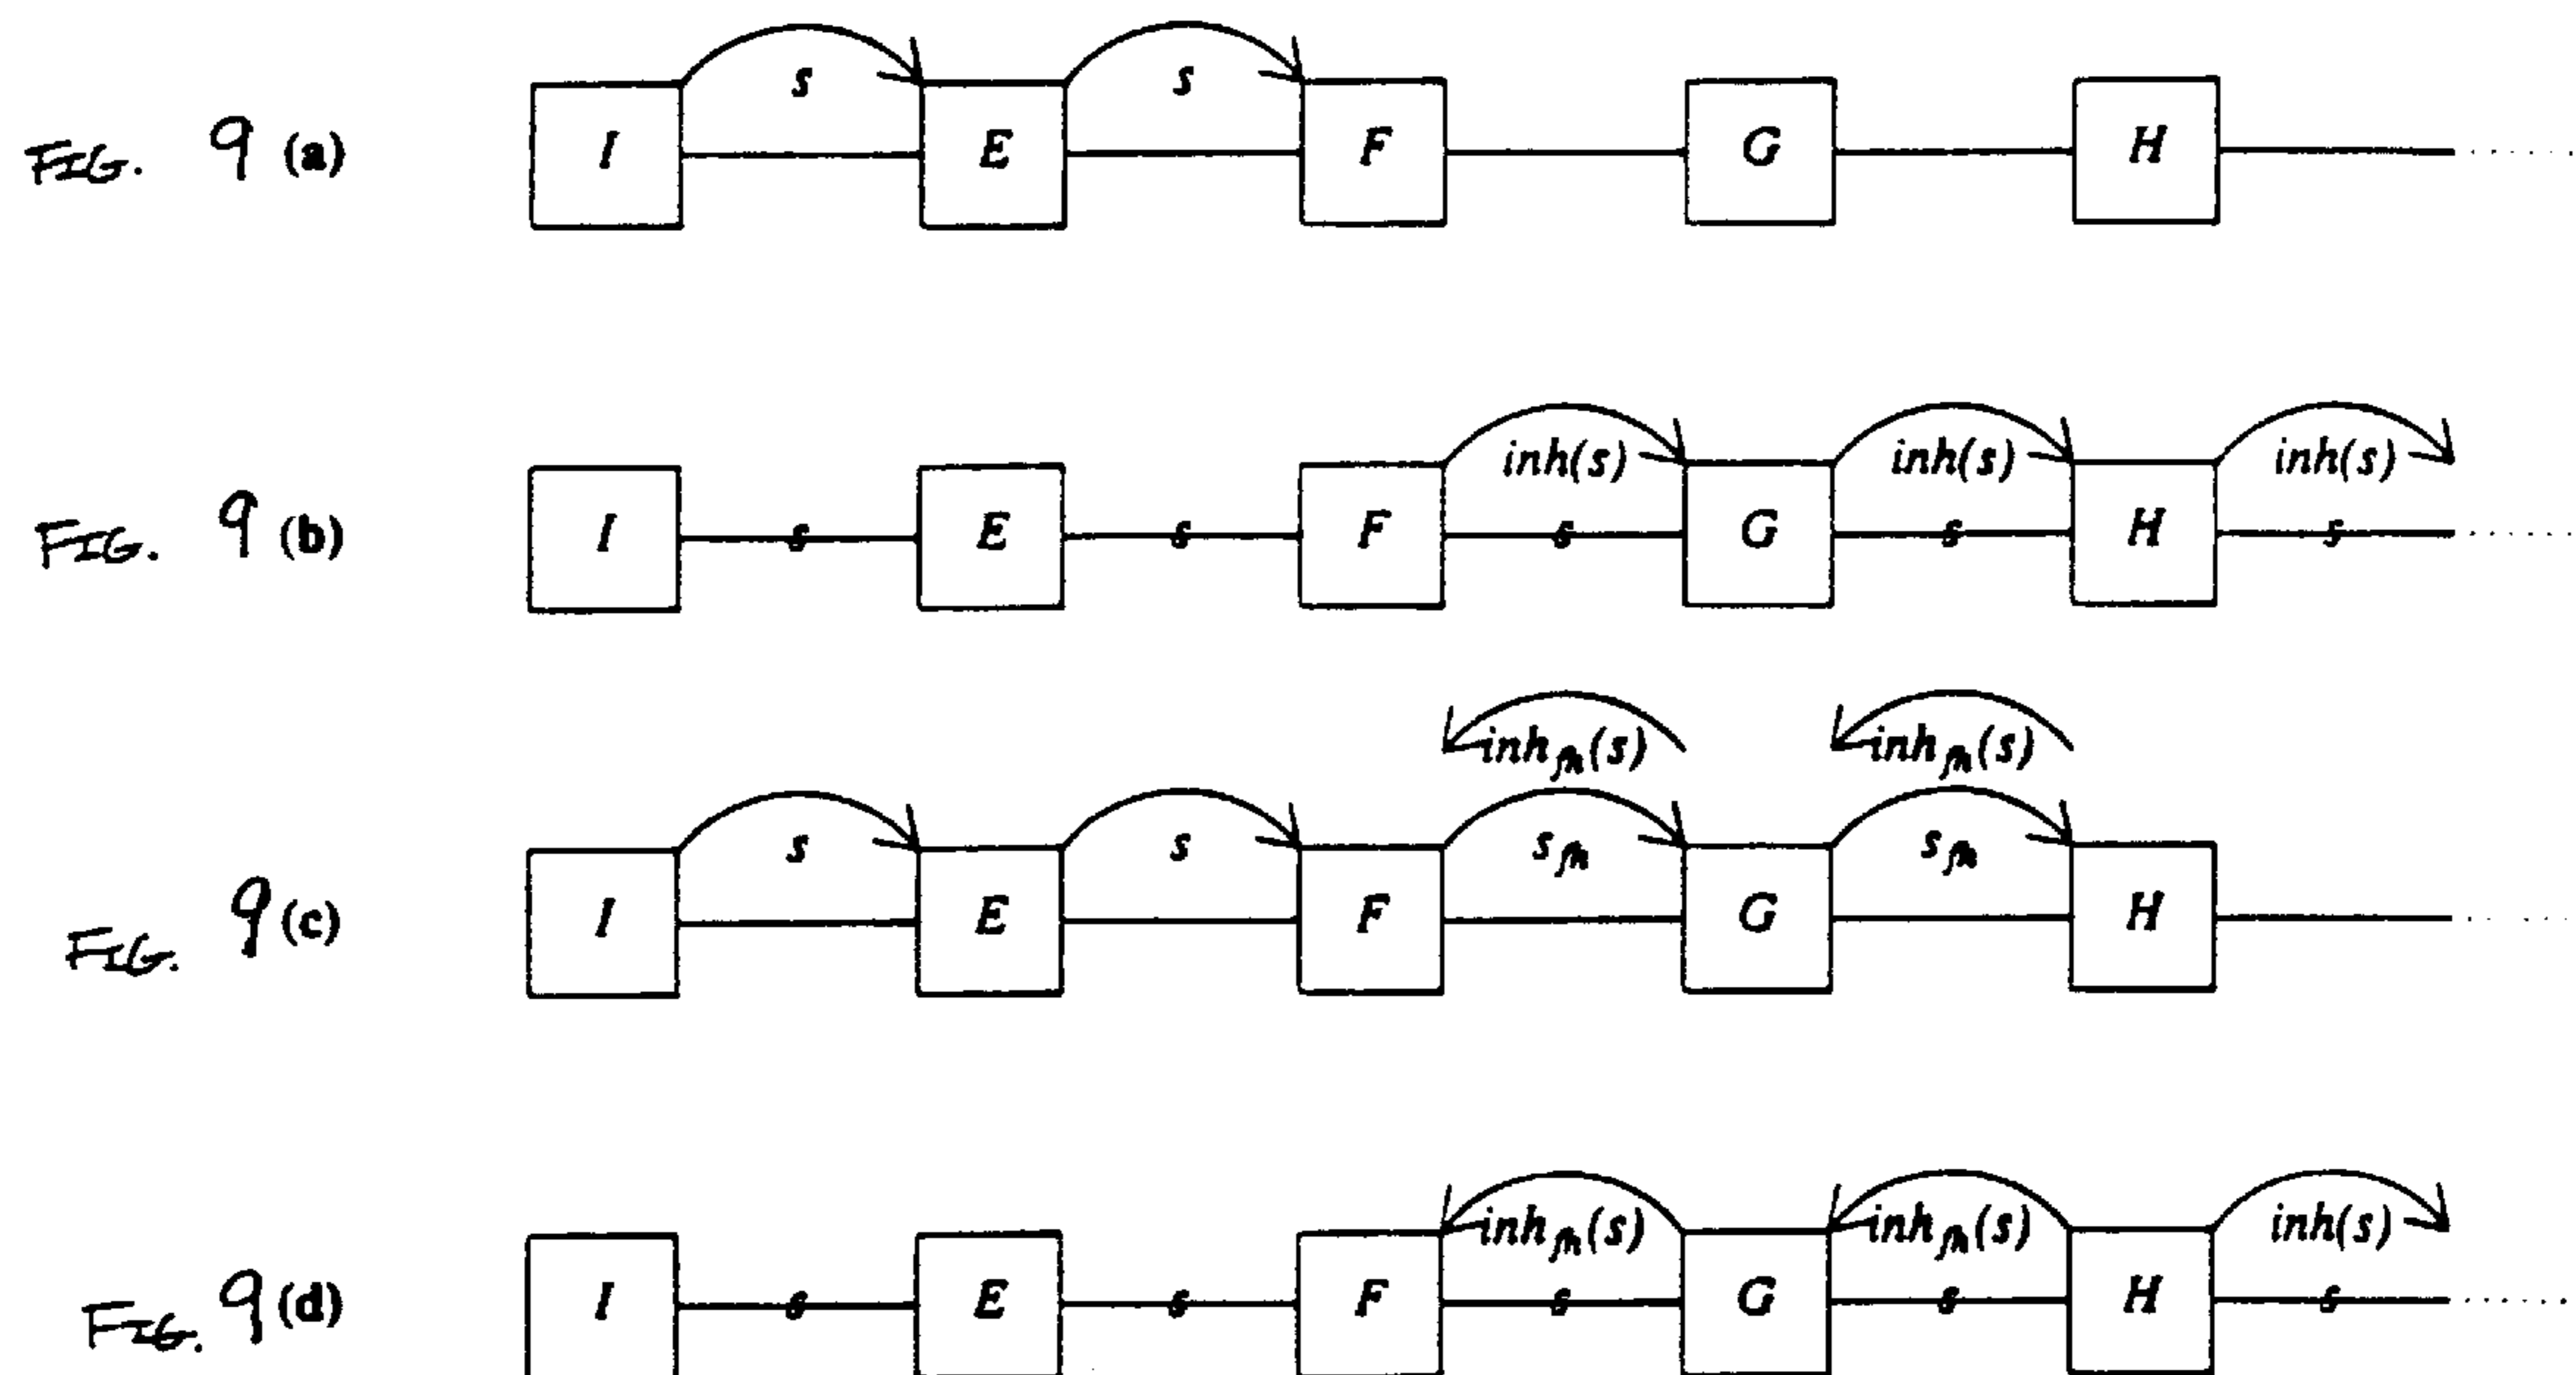 s s
FIG. 9 (a) I E F G H
inh(s) inh(s) inh(s)
FIG. 9 (b) I s E s F s G s H s
inh_fh(s) inh_fh(s)
s s s_fh s_fh
FIG. 9 (c) I E F G H
inh_fh(s) inh_fh(s) inh(s)
FIG. 9 (d) I s E s F s G s H s